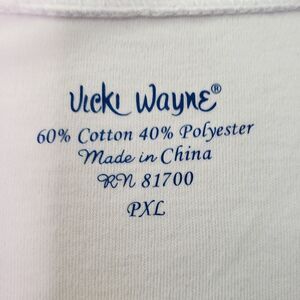 Vicki Wayne®
60% Cotton 40% Polyester
Made in China
RN 81700
PXL